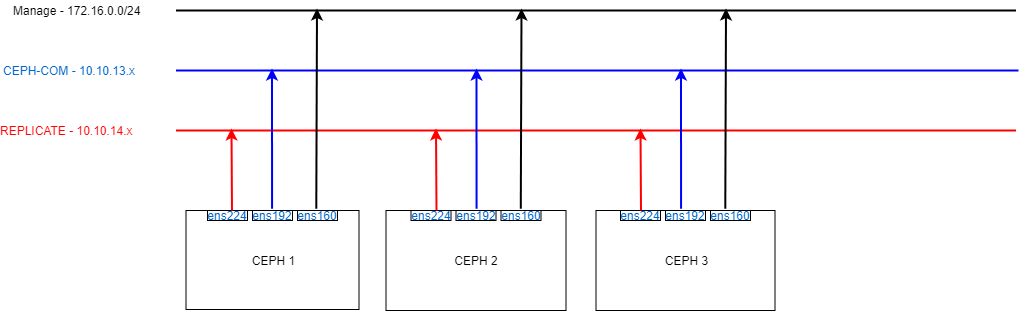 Manage - 172.16.0.0/24
CEPH-COM - 10.10.13.x
REPLICATE - 10.10.14.x
ens224 ens192 ens160
ens224 ens192 ens160
ens224 ens192 ens160
CEPH 1
CEPH 2
CEPH 3